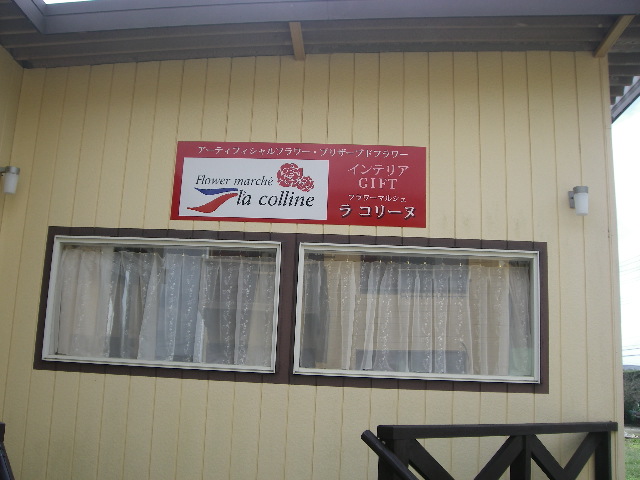 アーティフィシャルフラワー・プリザーブドフラワー
Flower marché
la colline
インテリア
GIFT
フラワーマルシェ
ラ コリーヌ